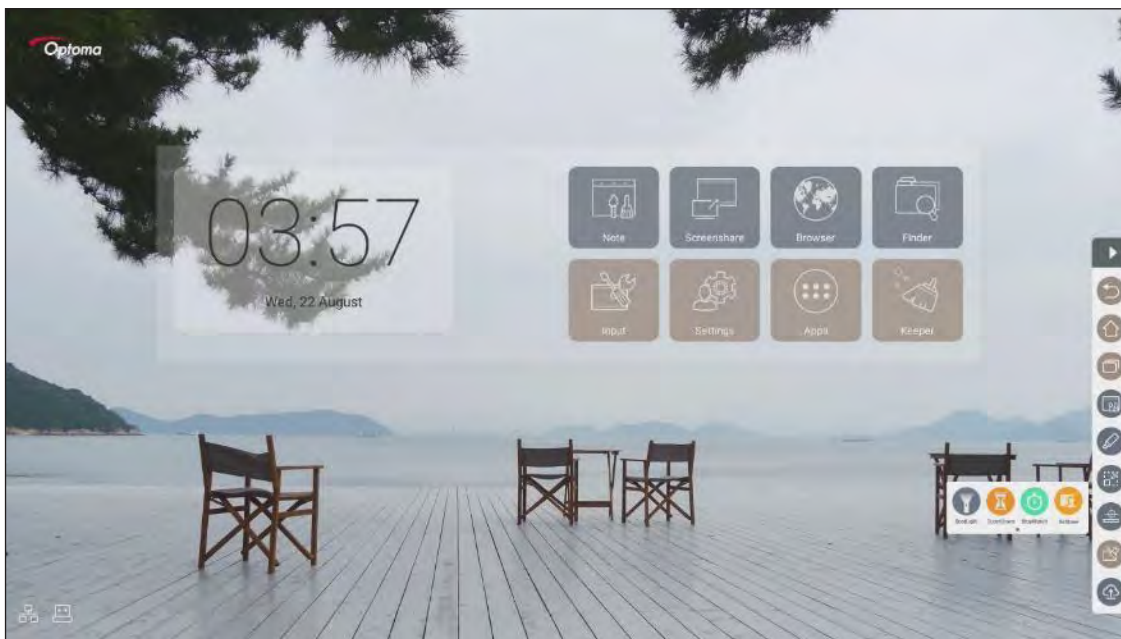 Optoma
03:57
Wed, 22 August
Note
Screenshare
Browser
Finder
Input
Settings
Apps
Keeper